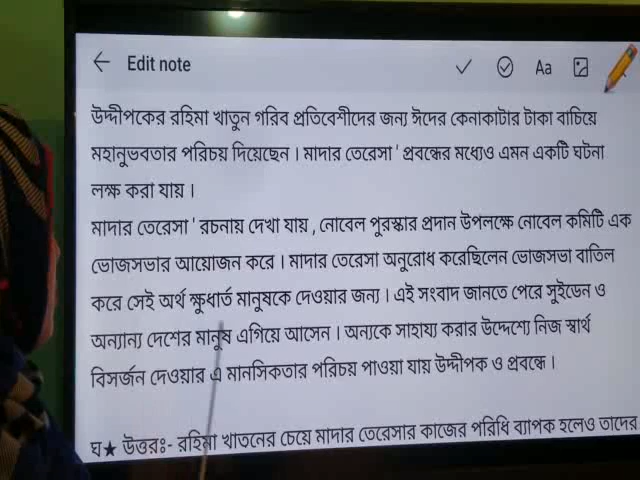 Edit note
Aa
উদ্দীপকের রহিমা খাতুন গরিব প্রতিবেশীদের জন্য ঈদের কেনাকাটার টাকা বাচিয়ে
মহানুভবতার পরিচয় দিয়েছেন। মাদার তেরেসা' প্রবন্ধের মধ্যেও এমন একটি ঘটনা
লক্ষ করা যায়।
মাদার তেরেসা' রচনায় দেখা যায়, নোবেল পুরস্কার প্রদান উপলক্ষে নোবেল কমিটি এক
ভোজসভার আয়োজন করে। মাদার তেরেসা অনুরোধ করেছিলেন ভোজসভা বাতিল
করে সেই অর্থ ক্ষুধার্ত মানুষকে দেওয়ার জন্য। এই সংবাদ জানতে পেরে সুইডেন ও
অন্যান্য দেশের মানুষ এগিয়ে আসেন। অন্যকে সাহায্য করার উদ্দেশ্যে নিজ স্বার্থ
বিসর্জন দেওয়ার এ মানসিকতার পরিচয় পাওয়া যায় উদ্দীপক ও প্রবন্ধে।
ঘ★ উত্তরঃ- রহিমা খাতনের চেয়ে মাদার তেরেসার কাজের পরিধি ব্যাপক হলেও তাদের